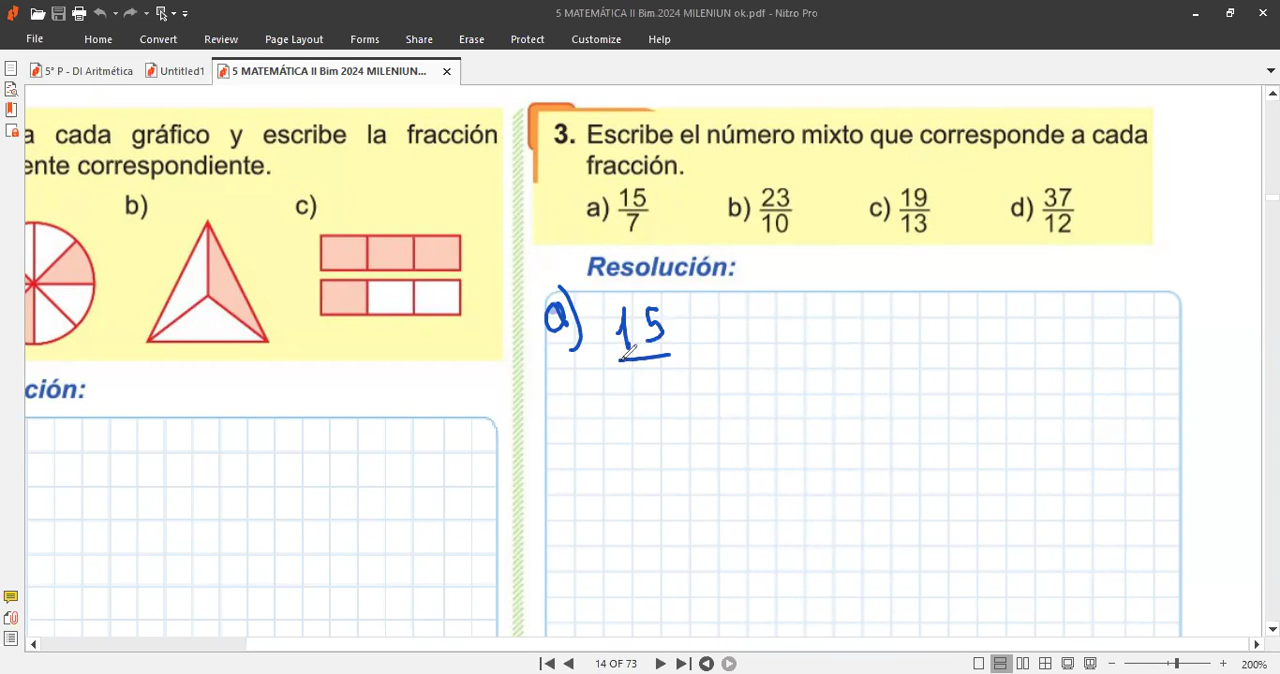 5 MATEMÁTICA II Bim.2024 MILENIUN ok.pdf - Nitro Pro
File Home Convert Review Page Layout Forms Share Erase Protect Customize Help
5° P - DI Aritmética
Untitled1
5 MATEMÁTICA II Bim 2024 MILENIUN...
a cada gráfico y escribe la fracción
ente correspondiente.
b) c)
ción:
3. Escribe el número mixto que corresponde a cada
fracción.
a) 15/7 b) 23/10 c) 19/13 d) 37/12
Resolución:
a) 15
14 OF 73
200%